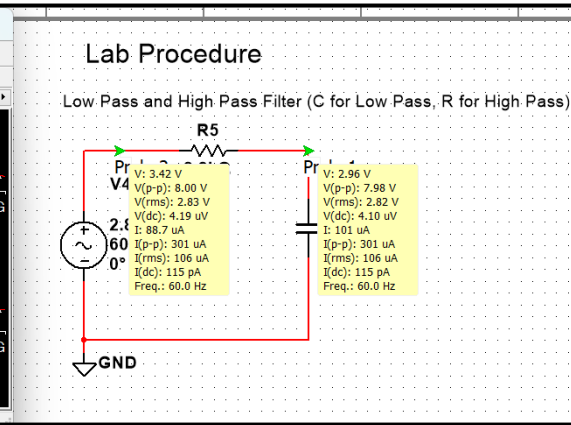 Lab Procedure
Low Pass and High Pass Filter (C for Low Pass, R for High Pass)
R5
V: 3.42 V
V(p-p): 8.00 V
V(rms): 2.83 V
V(dc): 4.19 uV
I: 88.7 uA
I(p-p): 301 uA
I(rms): 106 uA
I(dc): 115 pA
Freq.: 60.0 Hz
V: 2.96 V
V(p-p): 7.98 V
V(rms): 2.82 V
V(dc): 4.10 uV
I: 101 uA
I(p-p): 301 uA
I(rms): 106 uA
I(dc): 115 pA
Freq.: 60.0 Hz
V4
60
0°
GND